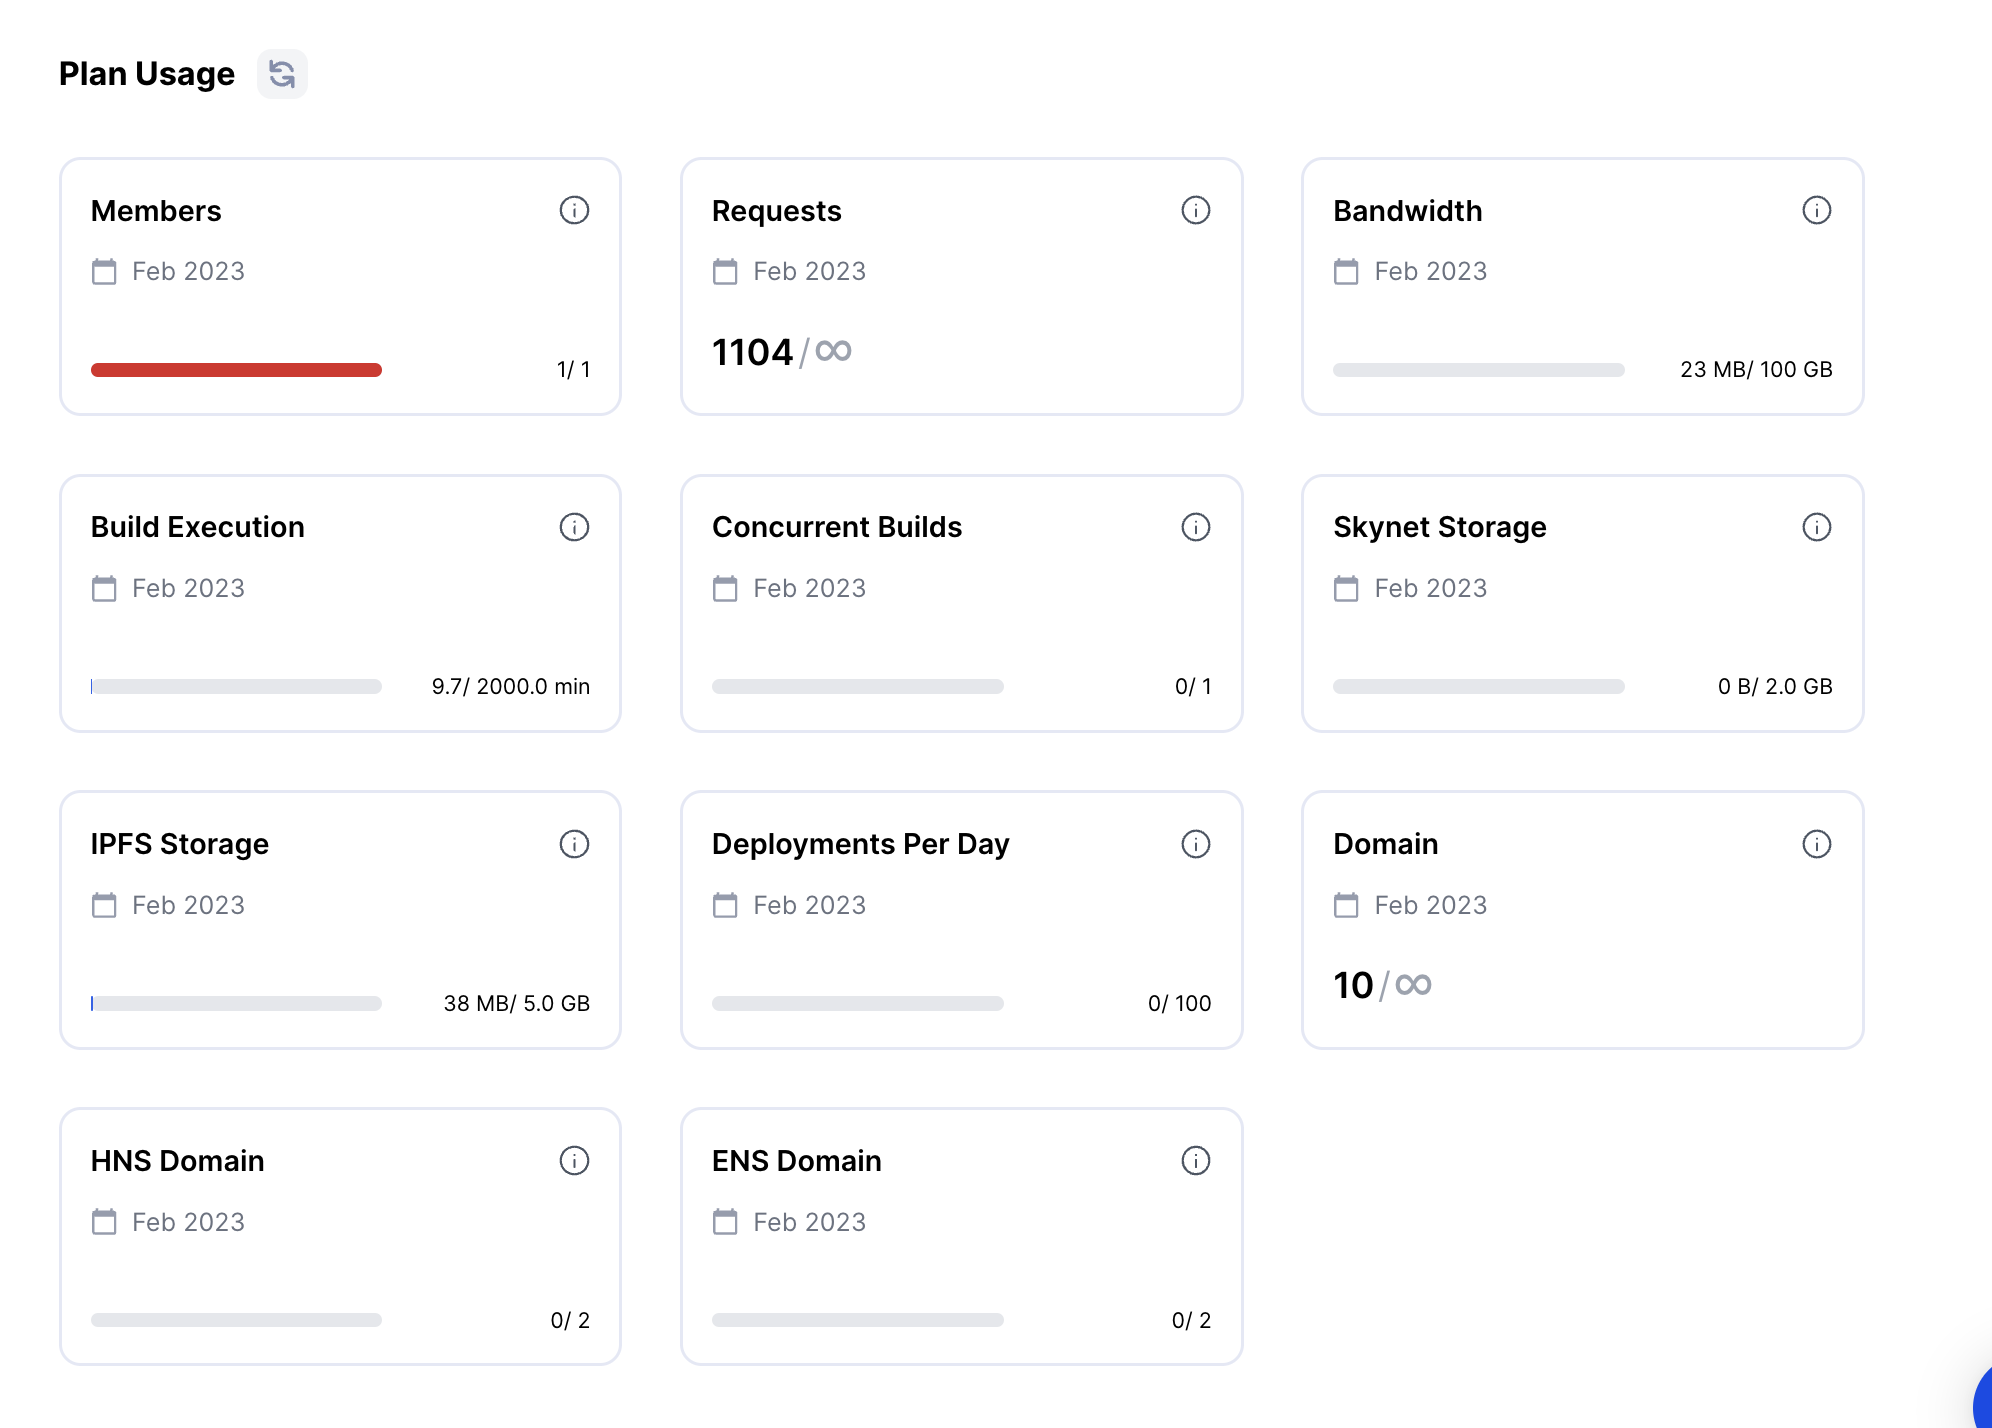 Plan Usage
Members
Feb 2023
1/ 1
Requests
Feb 2023
1104/∞
Bandwidth
Feb 2023
23 MB/ 100 GB
Build Execution
Feb 2023
9.7/ 2000.0 min
Concurrent Builds
Feb 2023
0/ 1
Skynet Storage
Feb 2023
0 B/ 2.0 GB
IPFS Storage
Feb 2023
38 MB/ 5.0 GB
Deployments Per Day
Feb 2023
0/ 100
Domain
Feb 2023
10/∞
HNS Domain
Feb 2023
0/ 2
ENS Domain
Feb 2023
0/ 2